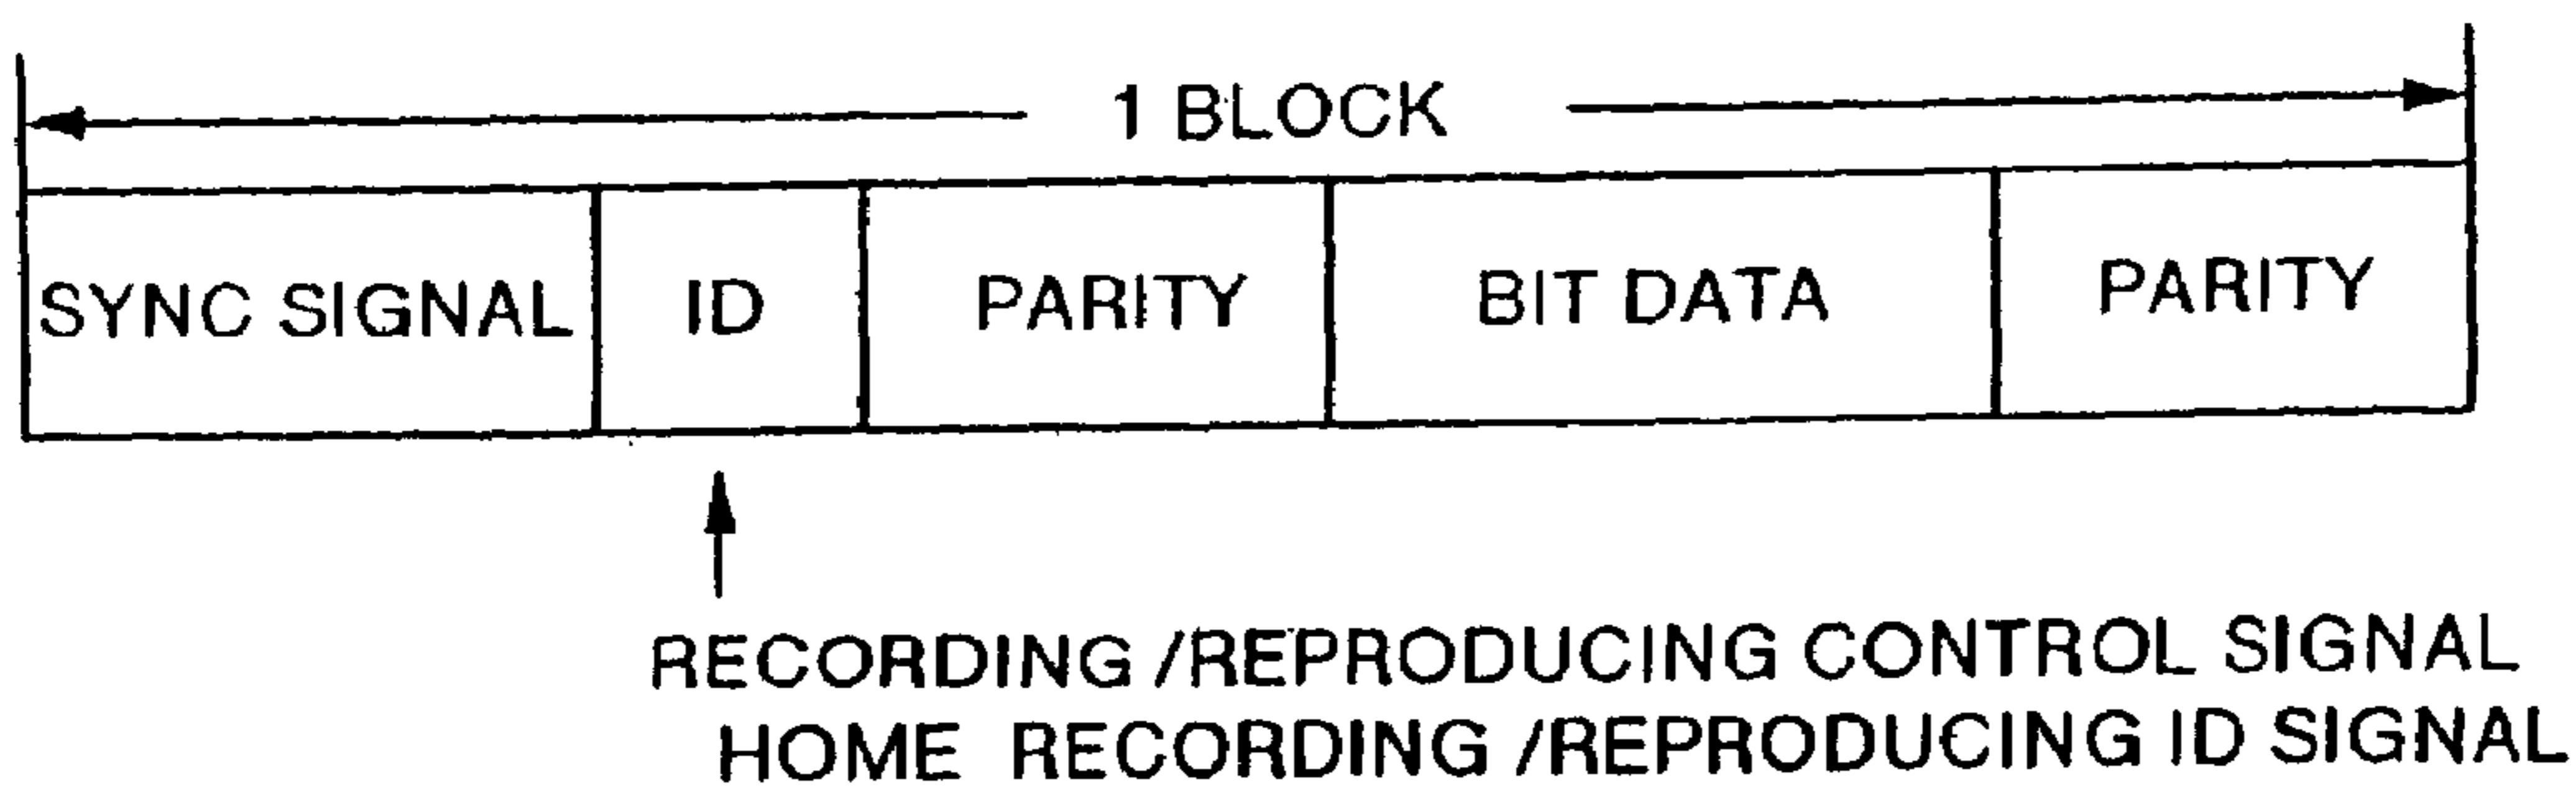 1 BLOCK
SYNC SIGNAL ID PARITY BIT DATA PARITY
RECORDING /REPRODUCING CONTROL SIGNAL
HOME RECORDING /REPRODUCING ID SIGNAL